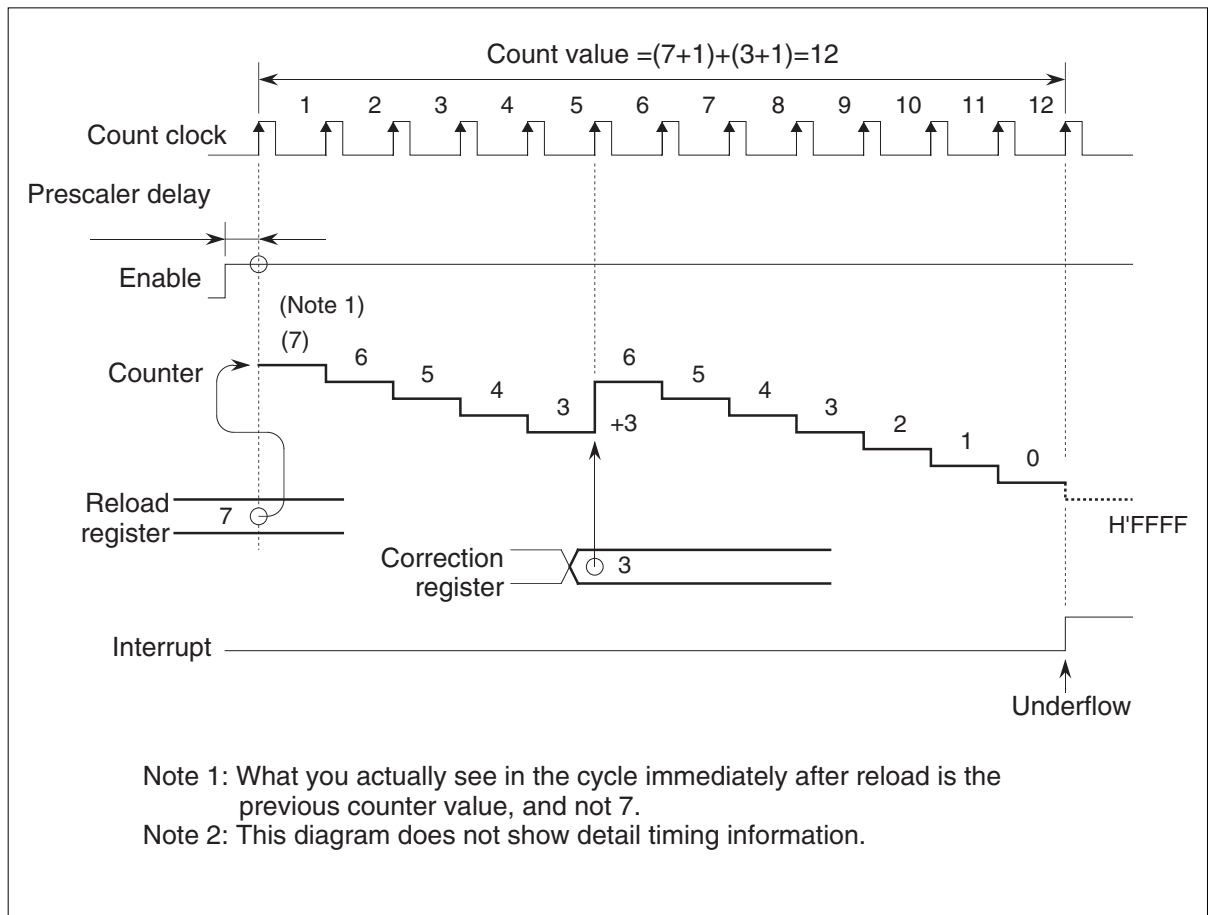 Count value =(7+1)+(3+1)=12
1 2 3 4 5 6 7 8 9 10 11 12
Count clock
Prescaler delay
Enable
(Note 1)
(7) 6 5 4 3 6 5 4 3 2 1 0
Counter
+3
Reload
register
7
H'FFFF
Correction
register
3
Interrupt
Underflow
Note 1: What you actually see in the cycle immediately after reload is the
previous counter value, and not 7.
Note 2: This diagram does not show detail timing information.